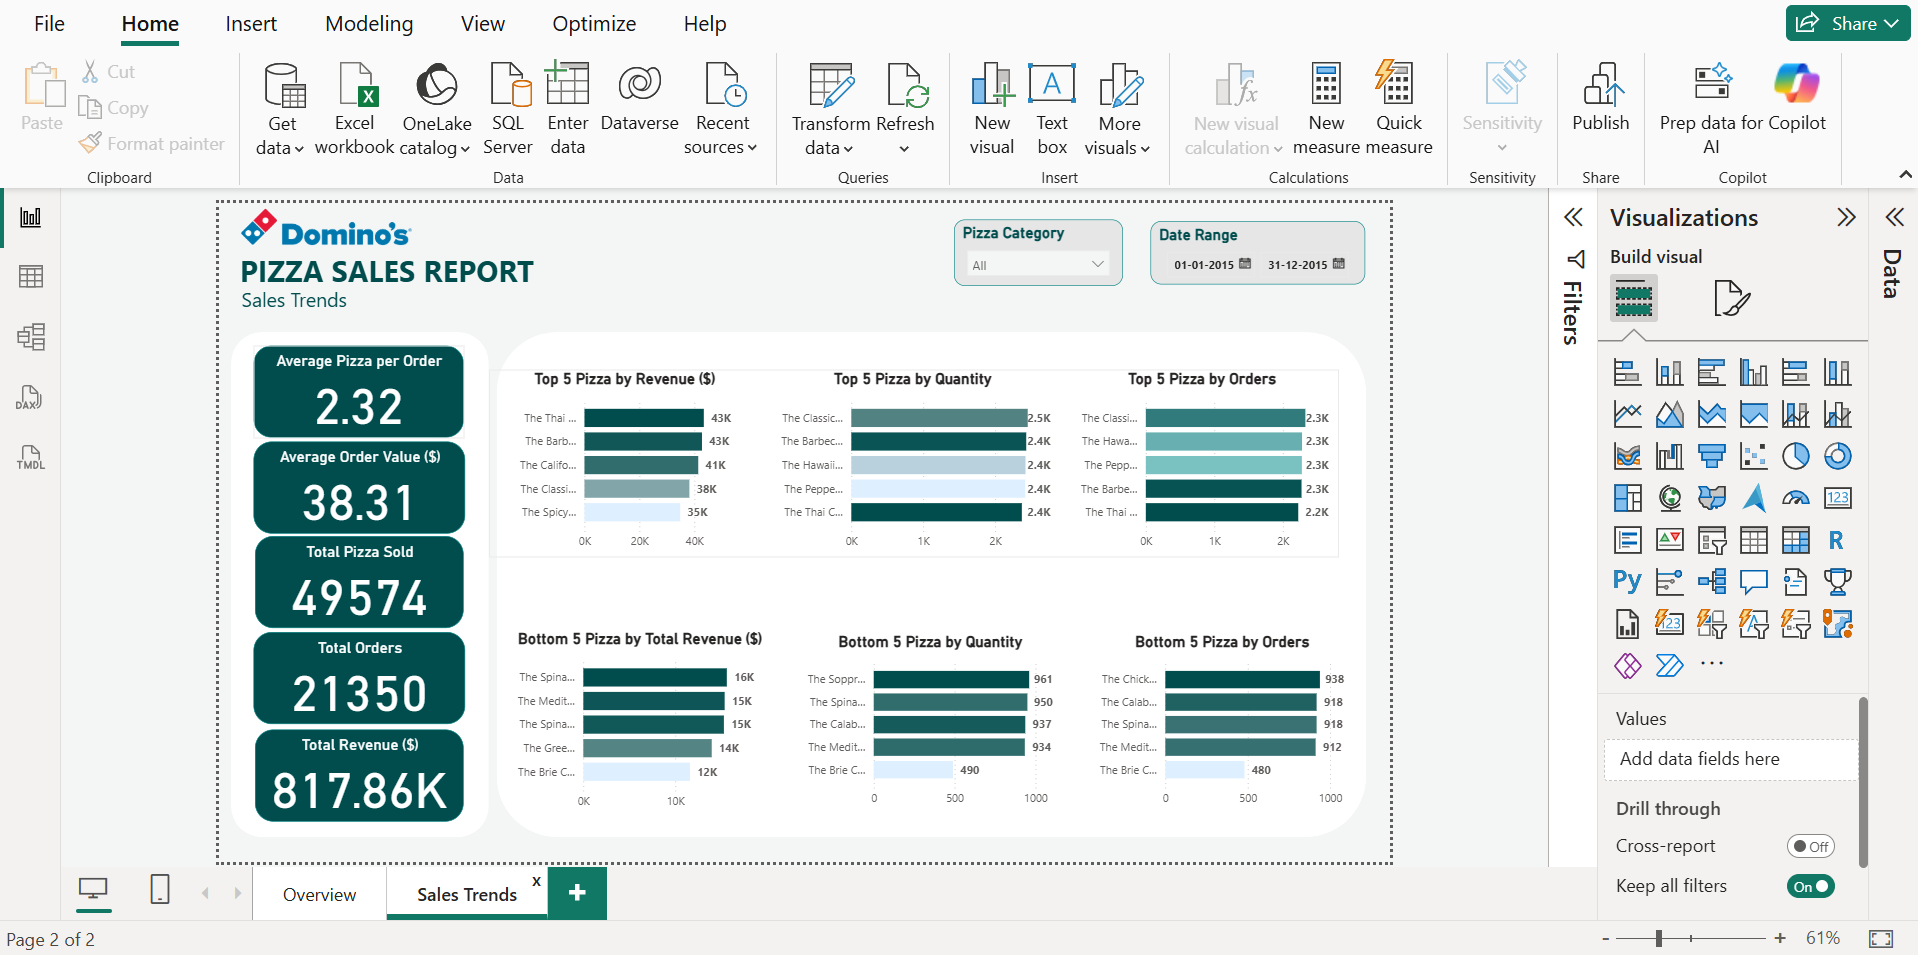 File Home Insert Modeling View Optimize Help Share
Paste
Cut
Copy
Format painter
Clipboard
Get data
Excel workbook
OneLake catalog
SQL Server
Enter data
Dataverse
Recent sources
Data
Transform data
Refresh
Queries
New visual
Text box
More visuals
Insert
New visual calculation
New measure
Quick measure
Calculations
Sensitivity
Sensitivity
Publish
Share
Prep data for AI
Copilot
Copilot
DAX
TMDL
Domino's
PIZZA SALES REPORT
Sales Trends
Pizza Category
All
Date Range
01-01-2015 31-12-2015
Average Pizza per Order
2.32
Average Order Value ($)
38.31
Total Pizza Sold
49574
Total Orders
21350
Total Revenue ($)
817.86K
Top 5 Pizza by Revenue ($)
The Thai ... 43K
The Barb... 43K
The Califo... 41K
The Classi... 38K
The Spicy... 35K
0K 20K 40K
Top 5 Pizza by Quantity
The Classic... 2.5K
The Barbec... 2.4K
The Hawaii... 2.4K
The Peppe... 2.4K
The Thai C... 2.4K
0K 1K 2K
Top 5 Pizza by Orders
The Classi... 2.3K
The Hawa... 2.3K
The Pepp... 2.3K
The Barbe... 2.3K
The Thai ... 2.2K
0K 1K 2K
Bottom 5 Pizza by Total Revenue ($)
The Spina... 16K
The Medit... 15K
The Spina... 15K
The Gree... 14K
The Brie C... 12K
0K 10K
Bottom 5 Pizza by Quantity
The Soppr... 961
The Spina... 950
The Calab... 937
The Medit... 934
The Brie C... 490
0 500 1000
Bottom 5 Pizza by Orders
The Chick... 938
The Calab... 918
The Spina... 918
The Medit... 912
The Brie C... 480
0 500 1000
Filters
Visualizations
Build visual
123
R
Py
123
...
Values
Add data fields here
Drill through
Cross-report Off
Keep all filters On
Data
Overview
Sales Trends x
+
Page 2 of 2
- + 61%